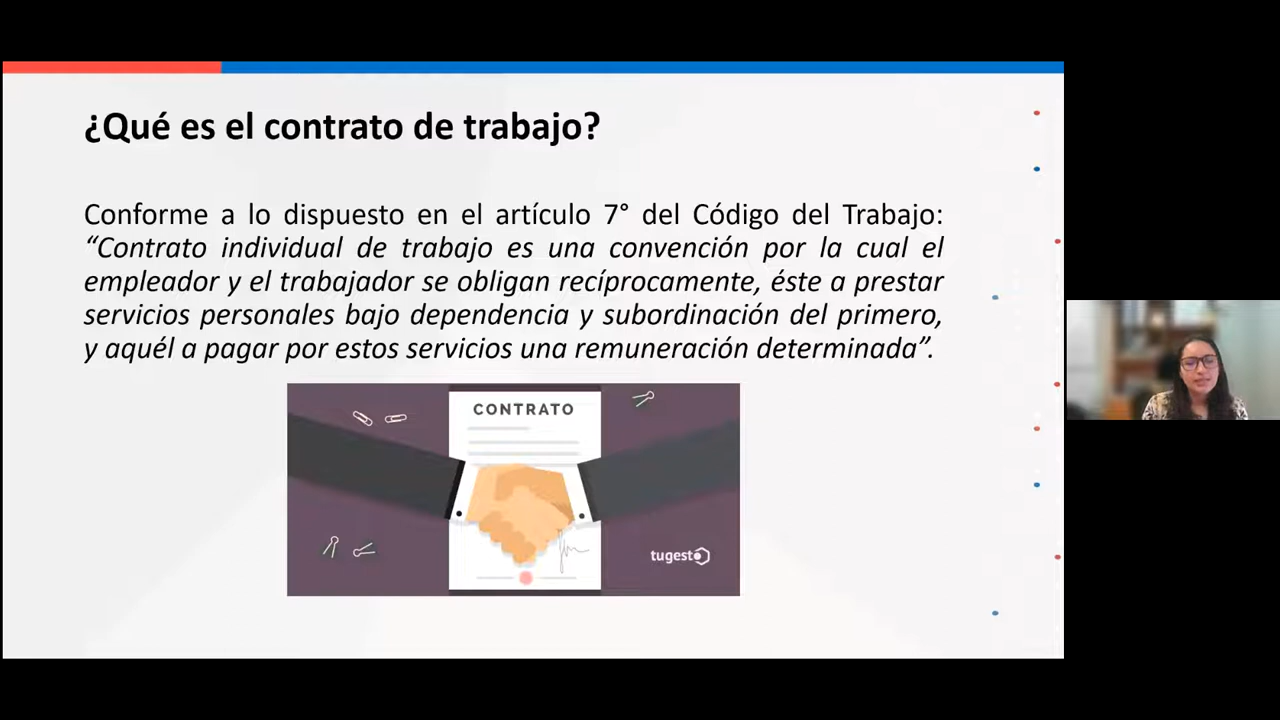 ¿Qué es el contrato de trabajo?
Conforme a lo dispuesto en el artículo 7° del Código del Trabajo:
“Contrato individual de trabajo es una convención por la cual el
empleador y el trabajador se obligan recíprocamente, éste a prestar
servicios personales bajo dependencia y subordinación del primero,
y aquél a pagar por estos servicios una remuneración determinada”.
CONTRATO
tugesto